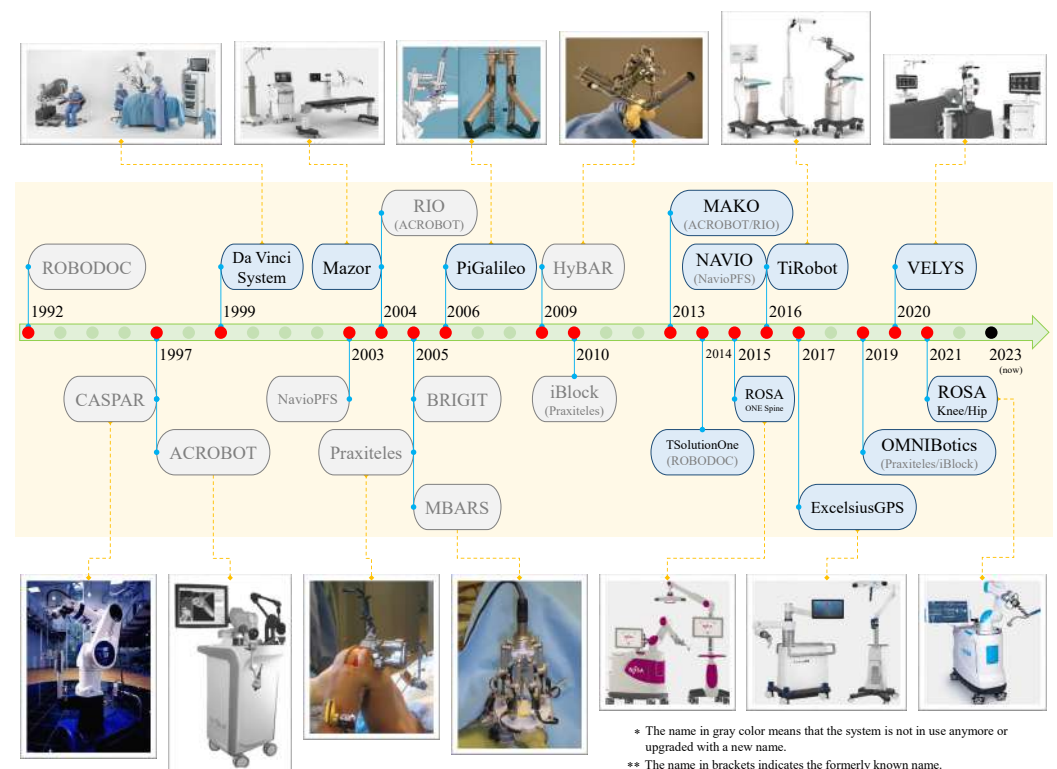 RIO
(ACROBOT)
MAKO
(ACROBOT/RIO)
ROBODOC
Da Vinci
System
Mazor
PiGalileo
HyBAR
NAVIO
(NavioPFS)
TiRobot
VELYS
1992
1999
2004
2006
2009
2013
2016
2020
1997
2003
2005
2010
2014
2015
2017
2019
2021
2023
(now)
CASPAR
NavioPFS
BRIGIT
iBlock
(Praxiteles)
ROSA
ONE Spine
ROSA
Knee/Hip
ACROBOT
Praxiteles
TSolutionOne
(ROBODOC)
OMNIBotics
(Praxiteles/iBlock)
MBARS
ExcelsiusGPS
ROSA
* The name in gray color means that the system is not in use anymore or
upgraded with a new name.
** The name in brackets indicates the formerly known name.